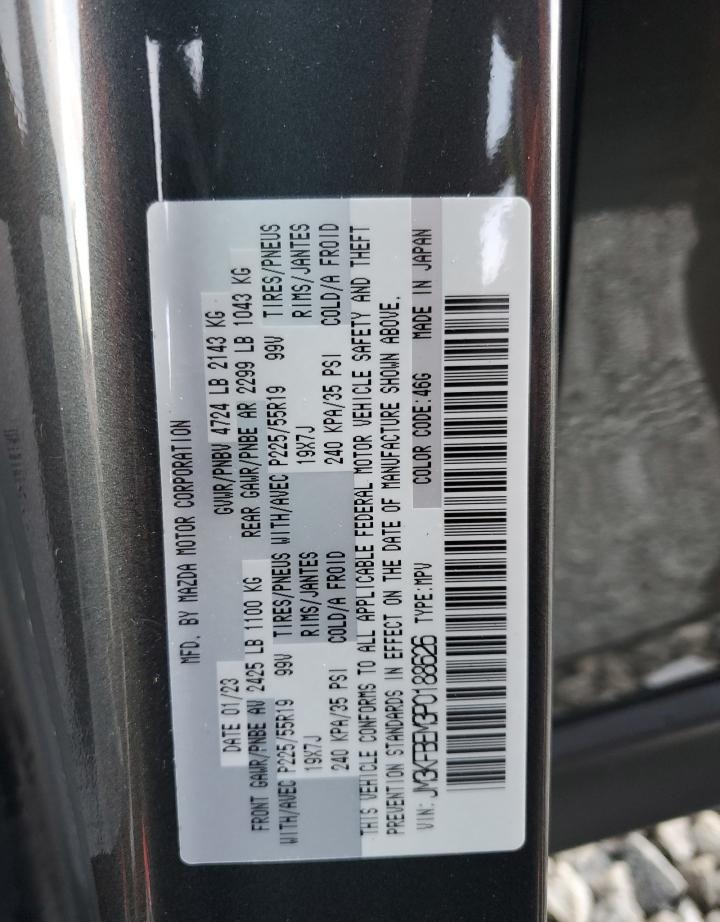 MFD. BY MAZDA MOTOR CORPORATION
DATE 01/23 GVWR/PNBV 4724 LB 2143 KG
FRONT GAWR/PNBE AV 2425 LB 1100 KG REAR GAWR/PNBE AR 2299 LB 1043 KG
WITH/AVEC P225/55R19 99V TIRES/PNEUS WITH/AVEC P225/55R19 99V TIRES/PNEUS
19X7J RIMS/JANTES 19X7J RIMS/JANTES
240 KPA/35 PSI COLD/A FROID 240 KPA/35 PSI COLD/A FROID
THIS VEHICLE CONFORMS TO ALL APPLICABLE FEDERAL MOTOR VEHICLE SAFETY AND THEFT
PREVENTION STANDARDS IN EFFECT ON THE DATE OF MANUFACTURE SHOWN ABOVE.
VIN: JM3KFBEM3P0188626 TYPE:MPV COLOR CODE:46G MADE IN JAPAN